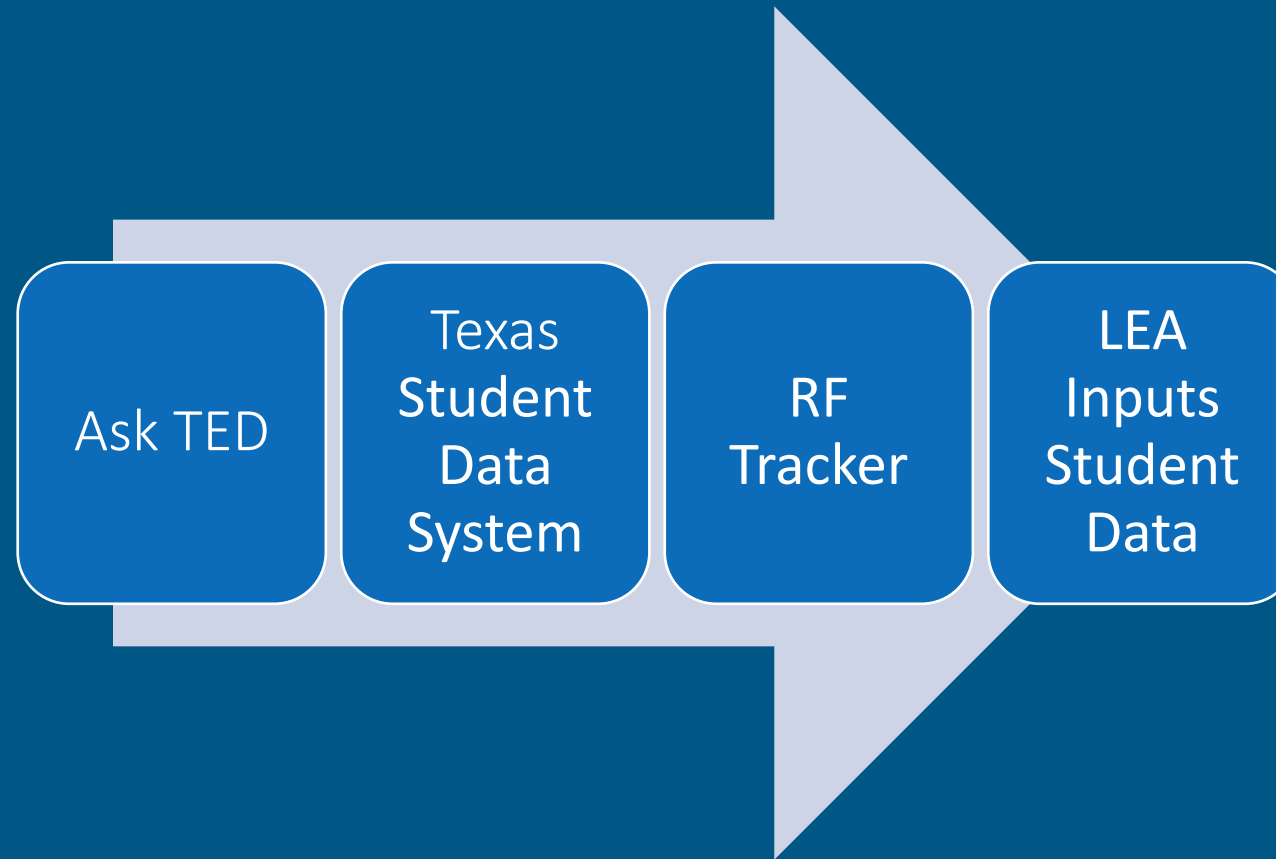 Ask TED
Texas
Student
Data
System
RF
Tracker
LEA
Inputs
Student
Data